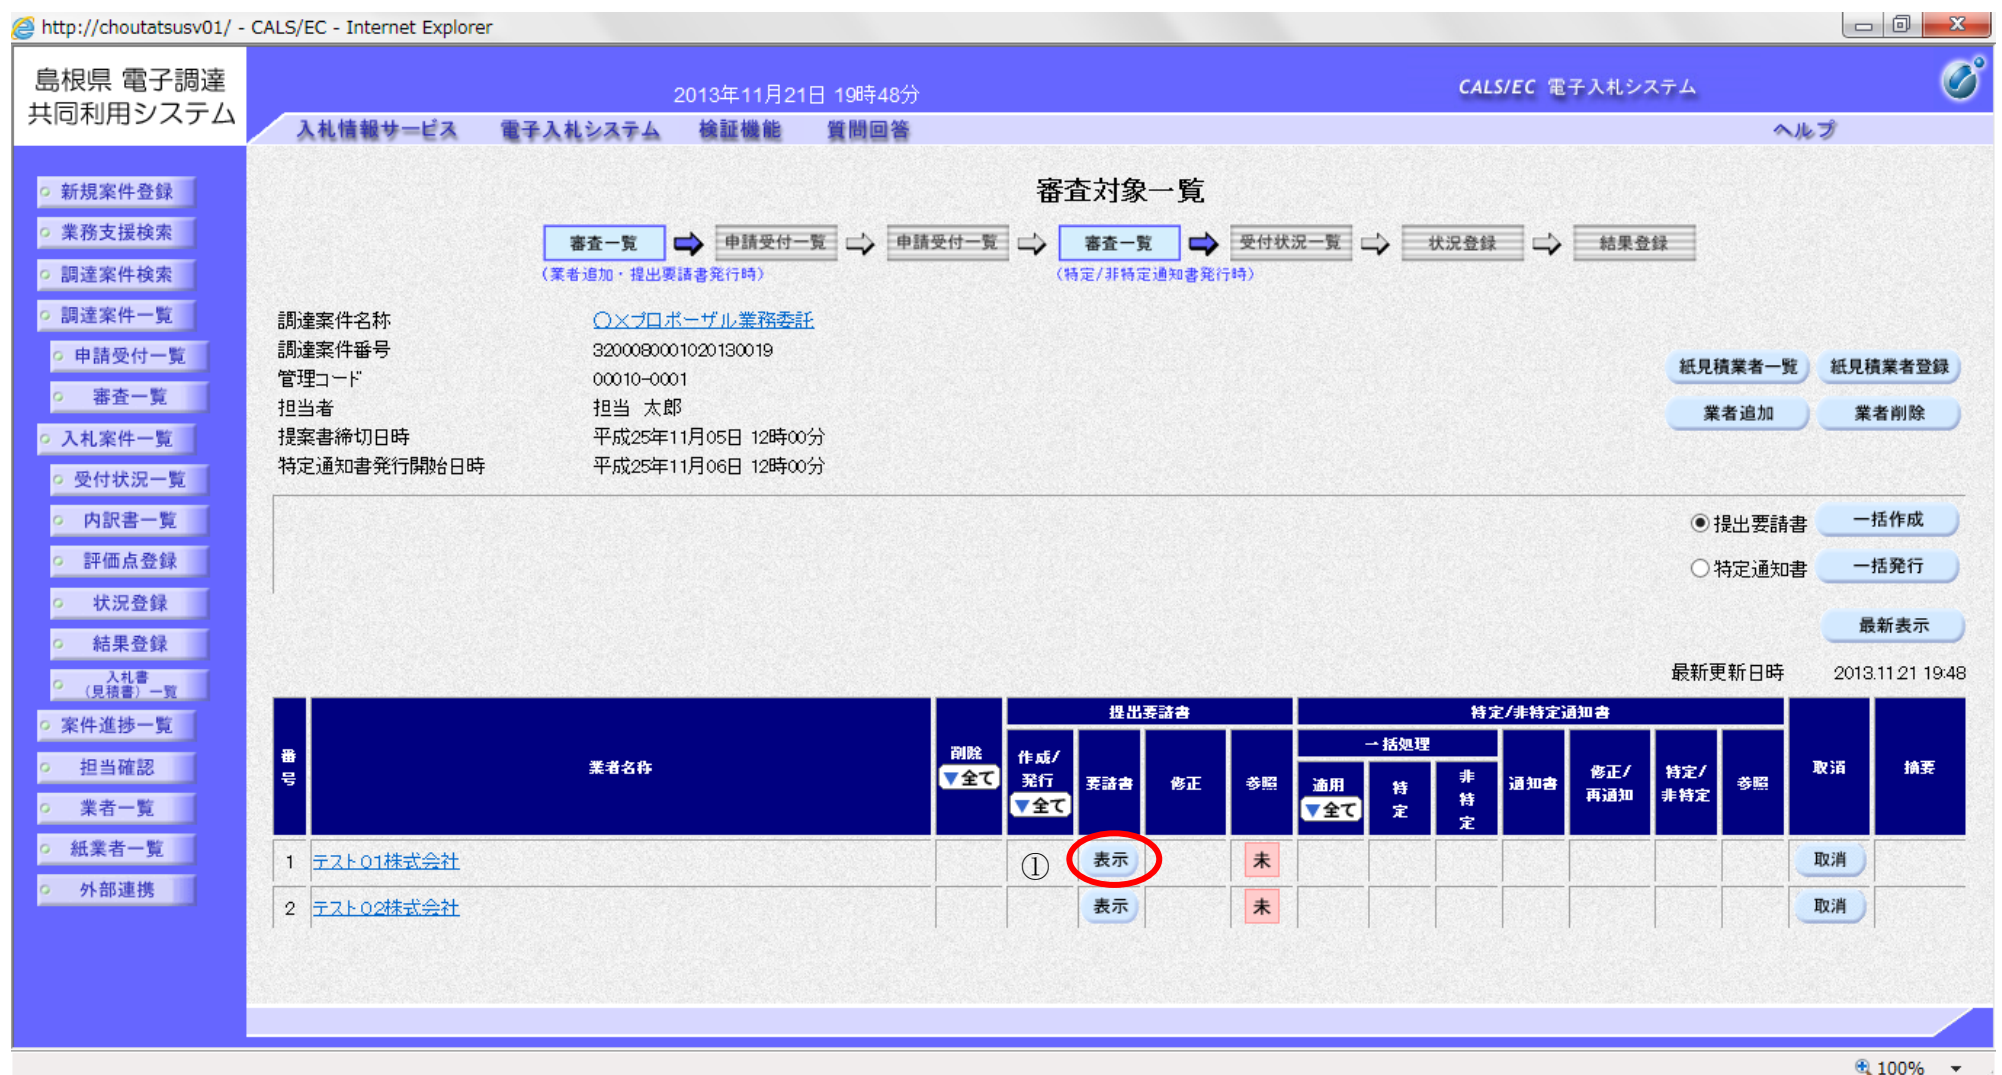 http://choutatsusv01/ - CALS/EC - Internet Explorer
島根県 電子調達
共同利用システム
2013年11月21日 19時48分
CALS/EC 電子入札システム
入札情報サービス 電子入札システム 検証機能 質問回答 ヘルプ
新規案件登録
業務支援検索
調達案件検索
調達案件一覧
申請受付一覧
審査一覧
入札案件一覧
受付状況一覧
内訳書一覧
評価点登録
状況登録
結果登録
入札書
(見積書)一覧
案件進捗一覧
担当確認
業者一覧
紙業者一覧
外部連携
審査対象一覧
審査一覧 申請受付一覧 申請受付一覧 審査一覧 受付状況一覧 状況登録 結果登録
(業者追加・提出要請書発行時) (特定/非特定通知書発行時)
調達案件名称 〇×プロポーザル業務委託
調達案件番号 3200080001020130019
管理コード 00010-0001
担当者 担当 太郎
提案書締切日時 平成25年11月05日 12時00分
特定通知書発行開始日時 平成25年11月06日 12時00分
紙見積業者一覧 紙見積業者登録
業者追加 業者削除
提出要請書 一括作成
特定通知書 一括発行
最新表示
最新更新日時 2013.11.21 19:48
番号 業者名称 削除 ▼全て 提出要請書 特定/非特定通知書 取消 摘要
作成/発行 ▼全て 要請書 修正 参照 一括処理 通知書 修正/再通知 特定/非特定 参照
適用 ▼全て 特定 非特定
1 テスト01株式会社 ① 表示 未 取消
2 テスト02株式会社 表示 未 取消
100%